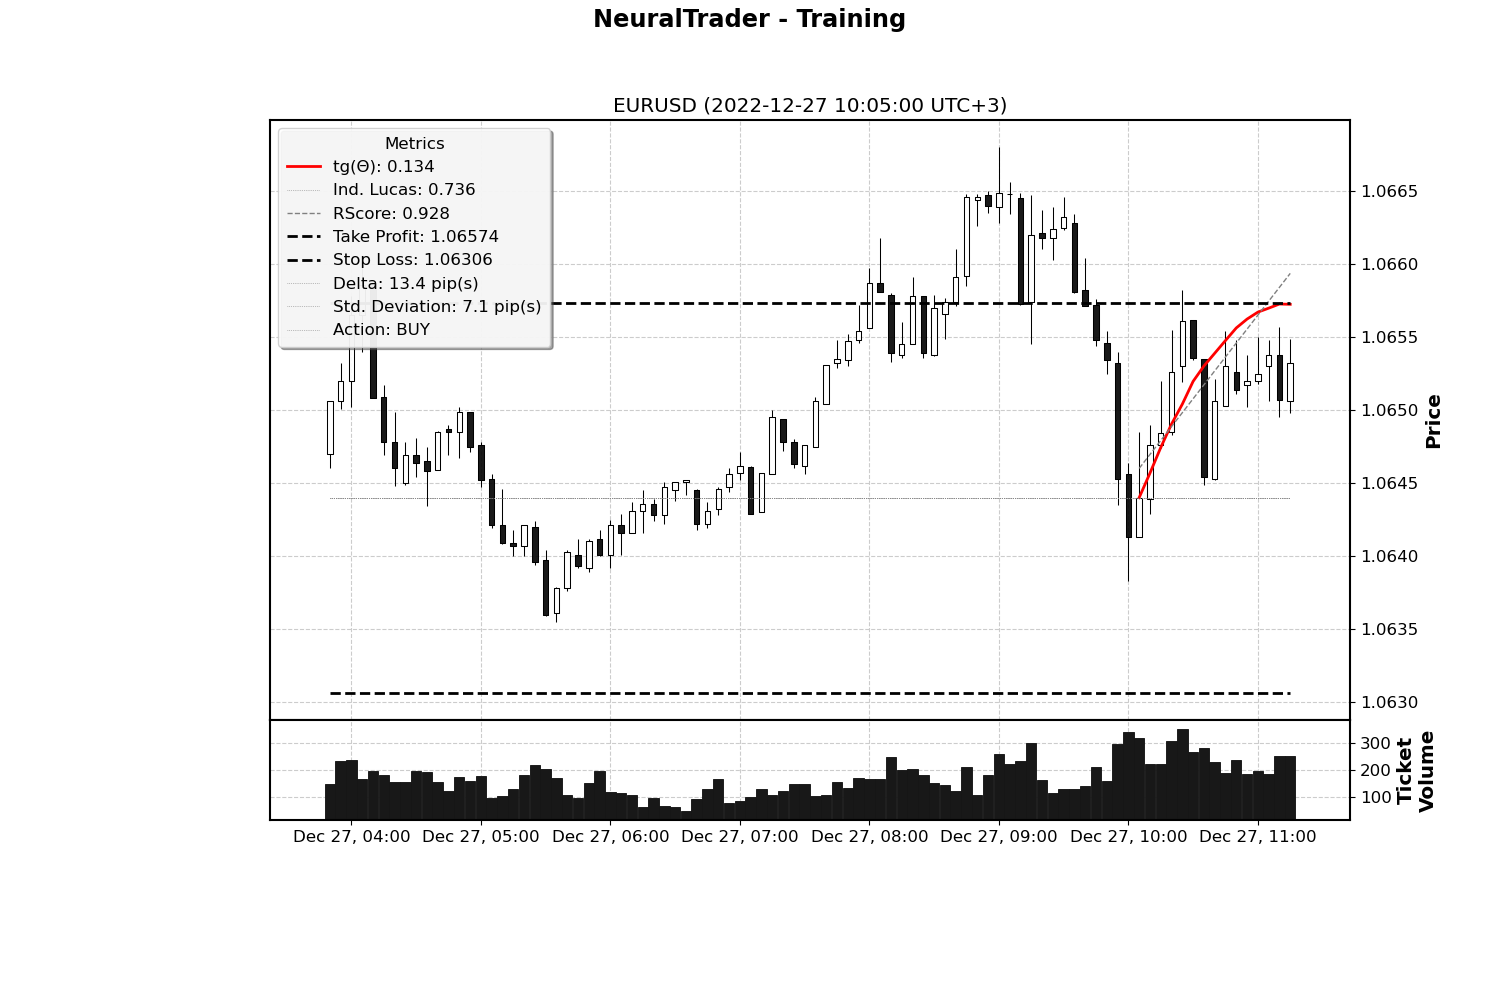 NeuralTrader - Training
EURUSD (2022-12-27 10:05:00 UTC+3)
Metrics
tg(Θ): 0.134
Ind. Lucas: 0.736
RScore: 0.928
Take Profit: 1.06574
Stop Loss: 1.06306
Delta: 13.4 pip(s)
Std. Deviation: 7.1 pip(s)
Action: BUY
1.0665
1.0660
1.0655
1.0650
1.0645
1.0640
1.0635
1.0630
Price
300
200
100
Ticket
Volume
Dec 27, 04:00 Dec 27, 05:00 Dec 27, 06:00 Dec 27, 07:00 Dec 27, 08:00 Dec 27, 09:00 Dec 27, 10:00 Dec 27, 11:00